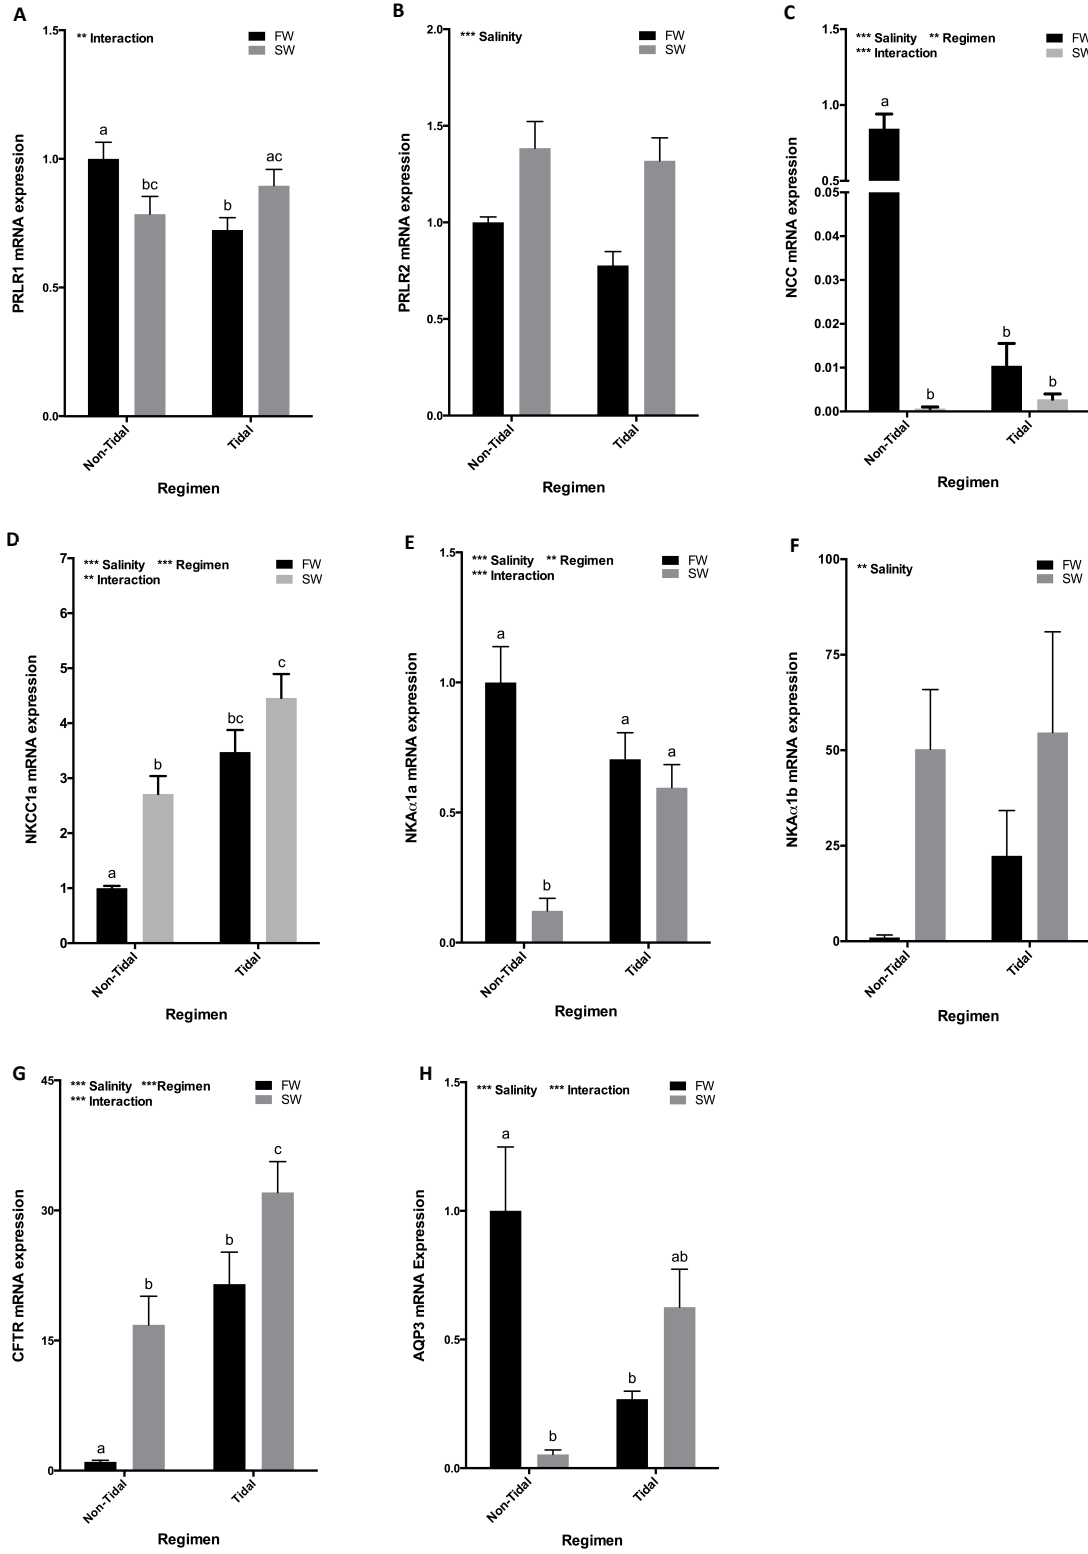 A
PRLR1 mRNA expression
** Interaction
FW
SW
1.5
1.0
0.5
0.0
a
bc
b
ac
Non-Tidal
Tidal
Regimen
B
PRLR2 mRNA expression
*** Salinity
FW
SW
2.0
1.5
1.0
0.5
0.0
Non-Tidal
Tidal
Regimen
C
NCC mRNA expression
*** Salinity ** Regimen
*** Interaction
FW
SW
1.5
1.0
0.5
0.05
0.04
0.03
0.02
0.01
0.00
a
b
b
b
Non-Tidal
Tidal
Regimen
D
NKCC1a mRNA expression
*** Salinity *** Regimen
** Interaction
FW
SW
7
6
5
4
3
2
1
0
a
b
bc
c
Non-Tidal
Tidal
Regimen
E
NKAα1a mRNA expression
*** Salinity ** Regimen
*** Interaction
FW
SW
1.5
1.0
0.5
0.0
a
b
a
a
Non-Tidal
Tidal
Regimen
F
NKAα1b mRNA expression
** Salinity
FW
SW
100
75
50
25
0
Non-Tidal
Tidal
Regimen
G
CFTR mRNA expression
*** Salinity ***Regimen
*** Interaction
FW
SW
45
30
15
0
a
b
b
c
Non-Tidal
Tidal
Regimen
H
AQP3 mRNA Expression
*** Salinity *** Interaction
FW
SW
1.5
1.0
0.5
0.0
a
b
b
ab
Non-Tidal
Tidal
Regimen